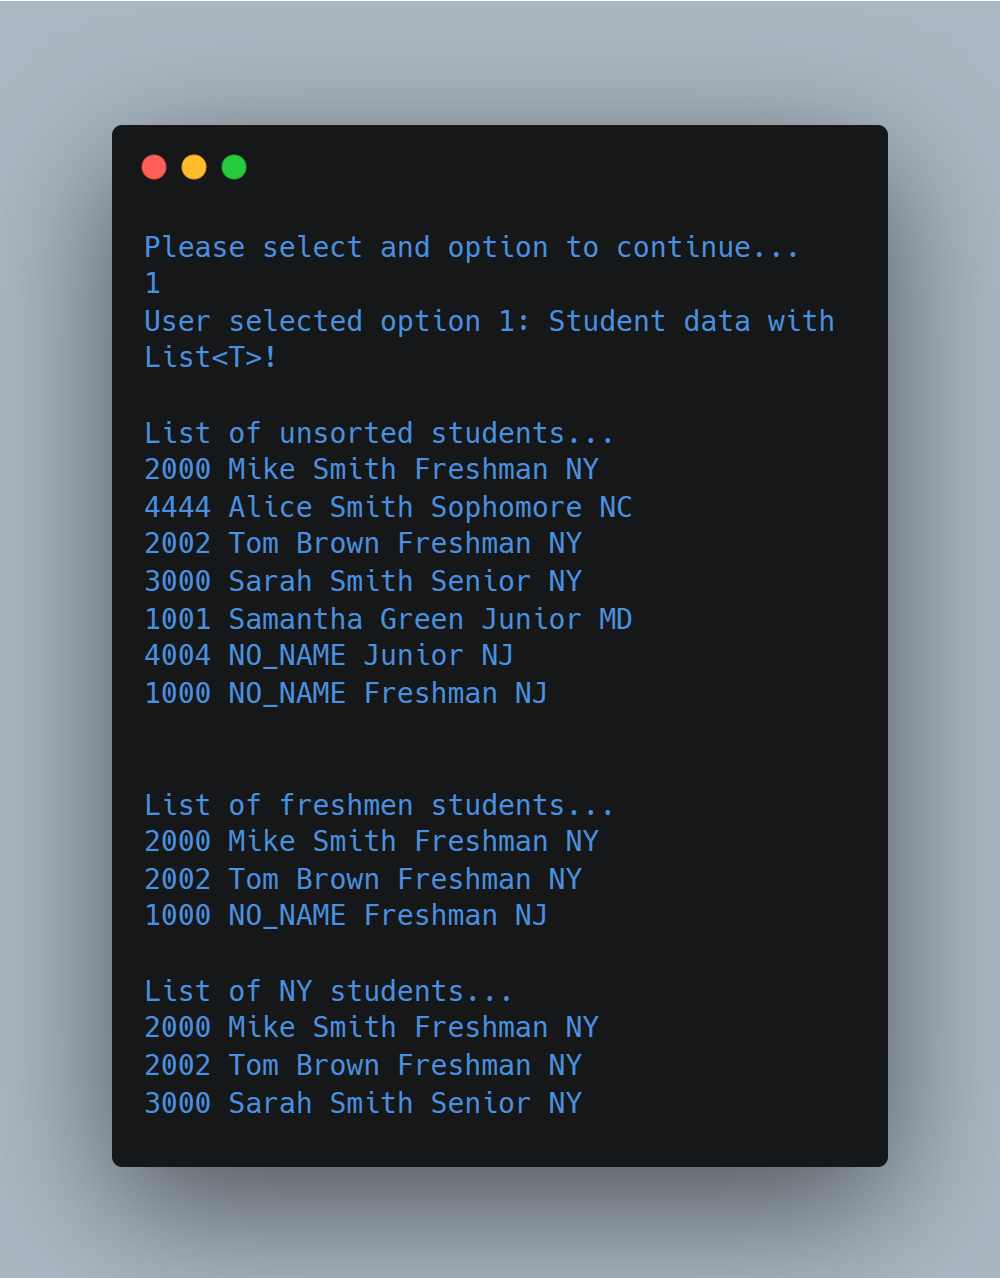 Please select and option to continue...
1
User selected option 1: Student data with
List<T>!
List of unsorted students...
2000 Mike Smith Freshman NY
4444 Alice Smith Sophomore NC
2002 Tom Brown Freshman NY
3000 Sarah Smith Senior NY
1001 Samantha Green Junior MD
4004 NO_NAME Junior NJ
1000 NO_NAME Freshman NJ
List of freshmen students...
2000 Mike Smith Freshman NY
2002 Tom Brown Freshman NY
1000 NO_NAME Freshman NJ
List of NY students...
2000 Mike Smith Freshman NY
2002 Tom Brown Freshman NY
3000 Sarah Smith Senior NY